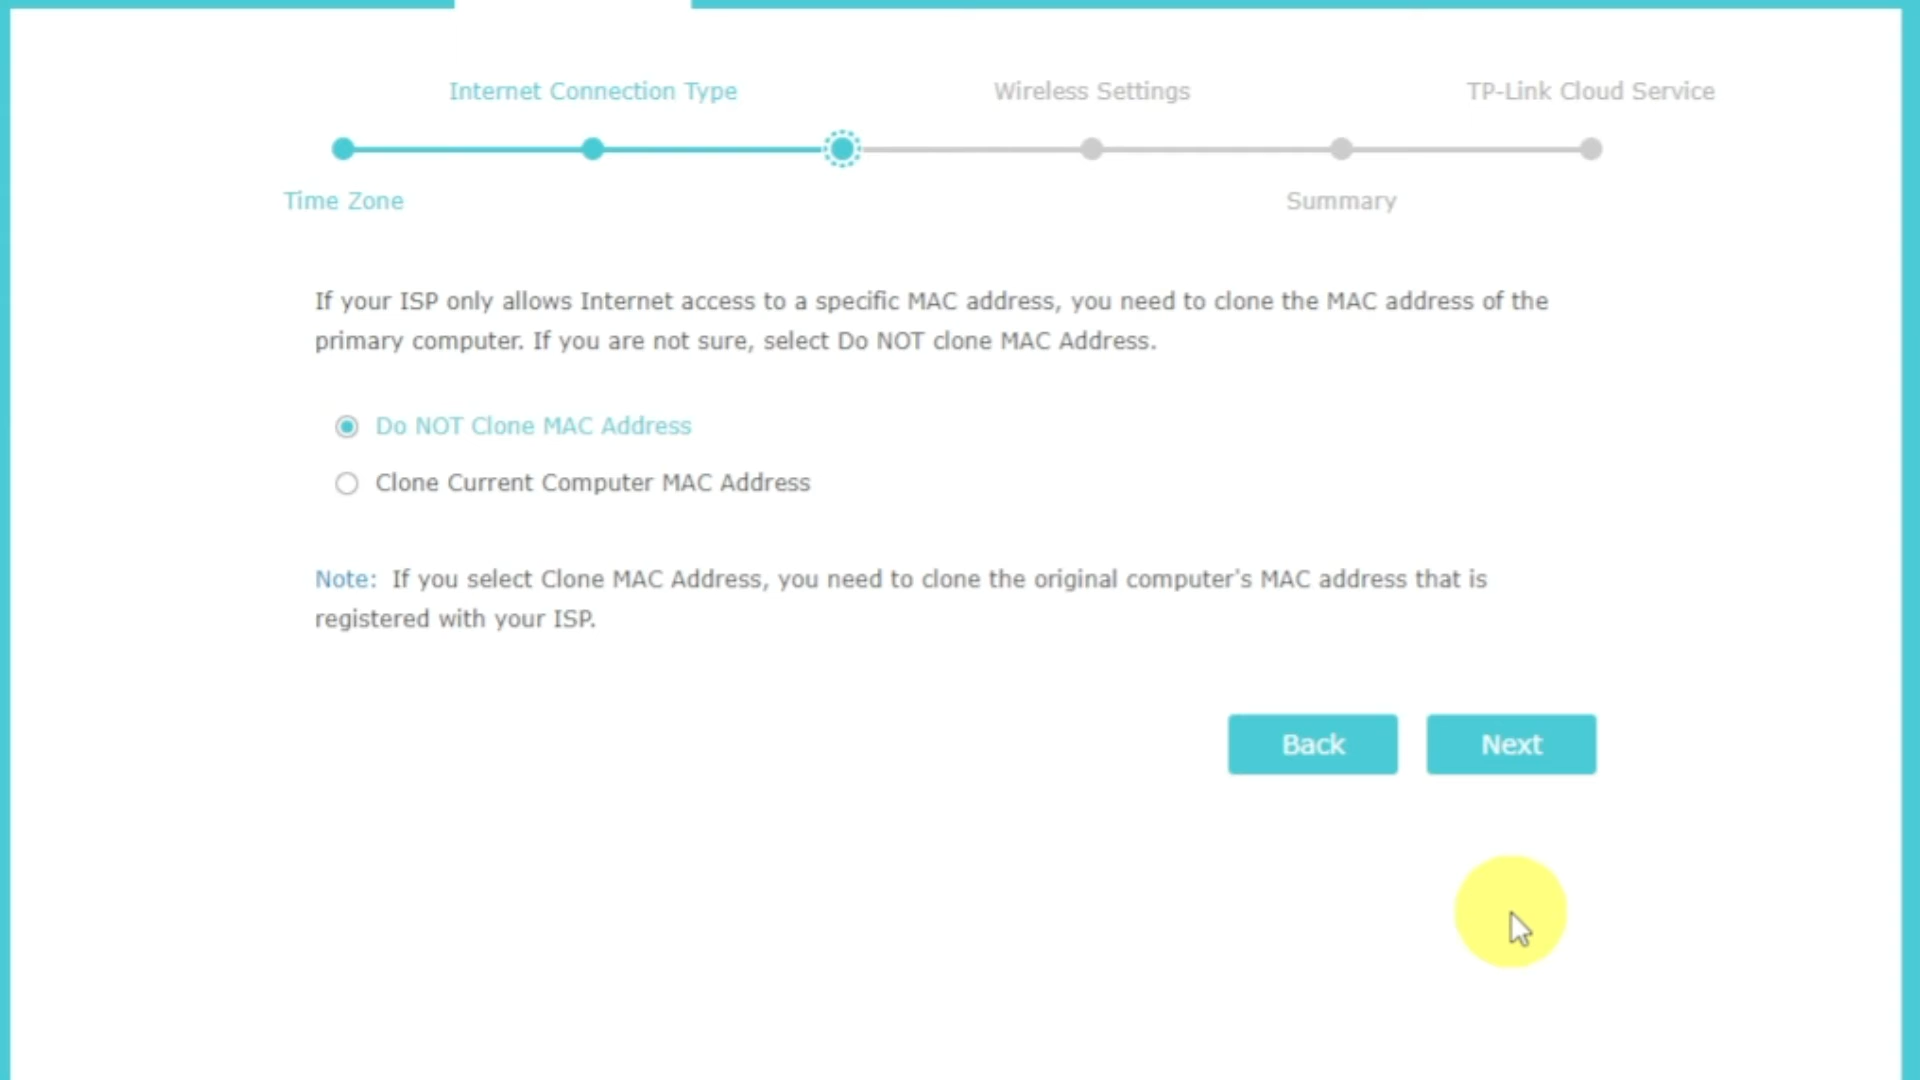 Internet Connection Type
Wireless Settings
TP-Link Cloud Service
Time Zone
Summary
If your ISP only allows Internet access to a specific MAC address, you need to clone the MAC address of the
primary computer. If you are not sure, select Do NOT clone MAC Address.
Do NOT Clone MAC Address
Clone Current Computer MAC Address
Note: If you select Clone MAC Address, you need to clone the original computer's MAC address that is
registered with your ISP.
Back
Next